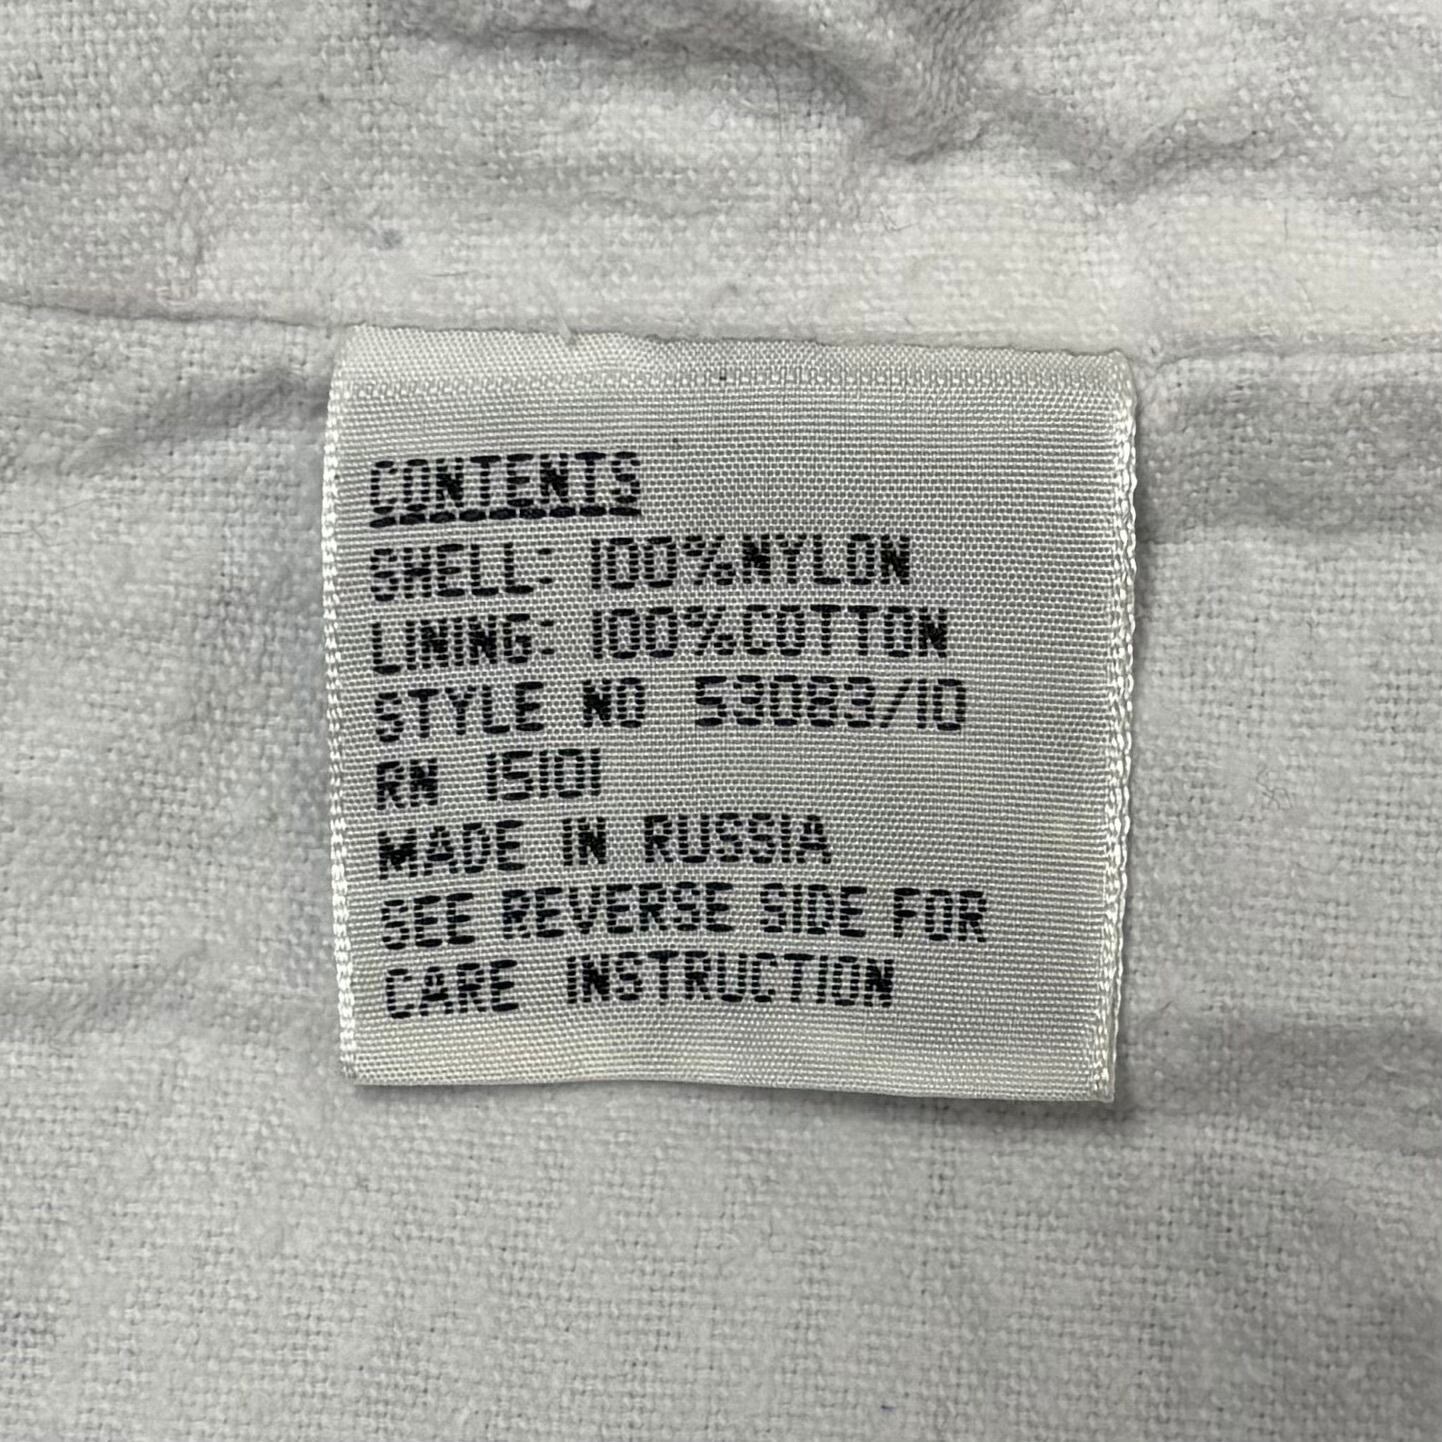 CONTENTS
SHELL: 100%NYLON
LINING: 100%COTTON
STYLE NO 53083/10
RN 15101
MADE IN RUSSIA
SEE REVERSE SIDE FOR
CARE INSTRUCTION